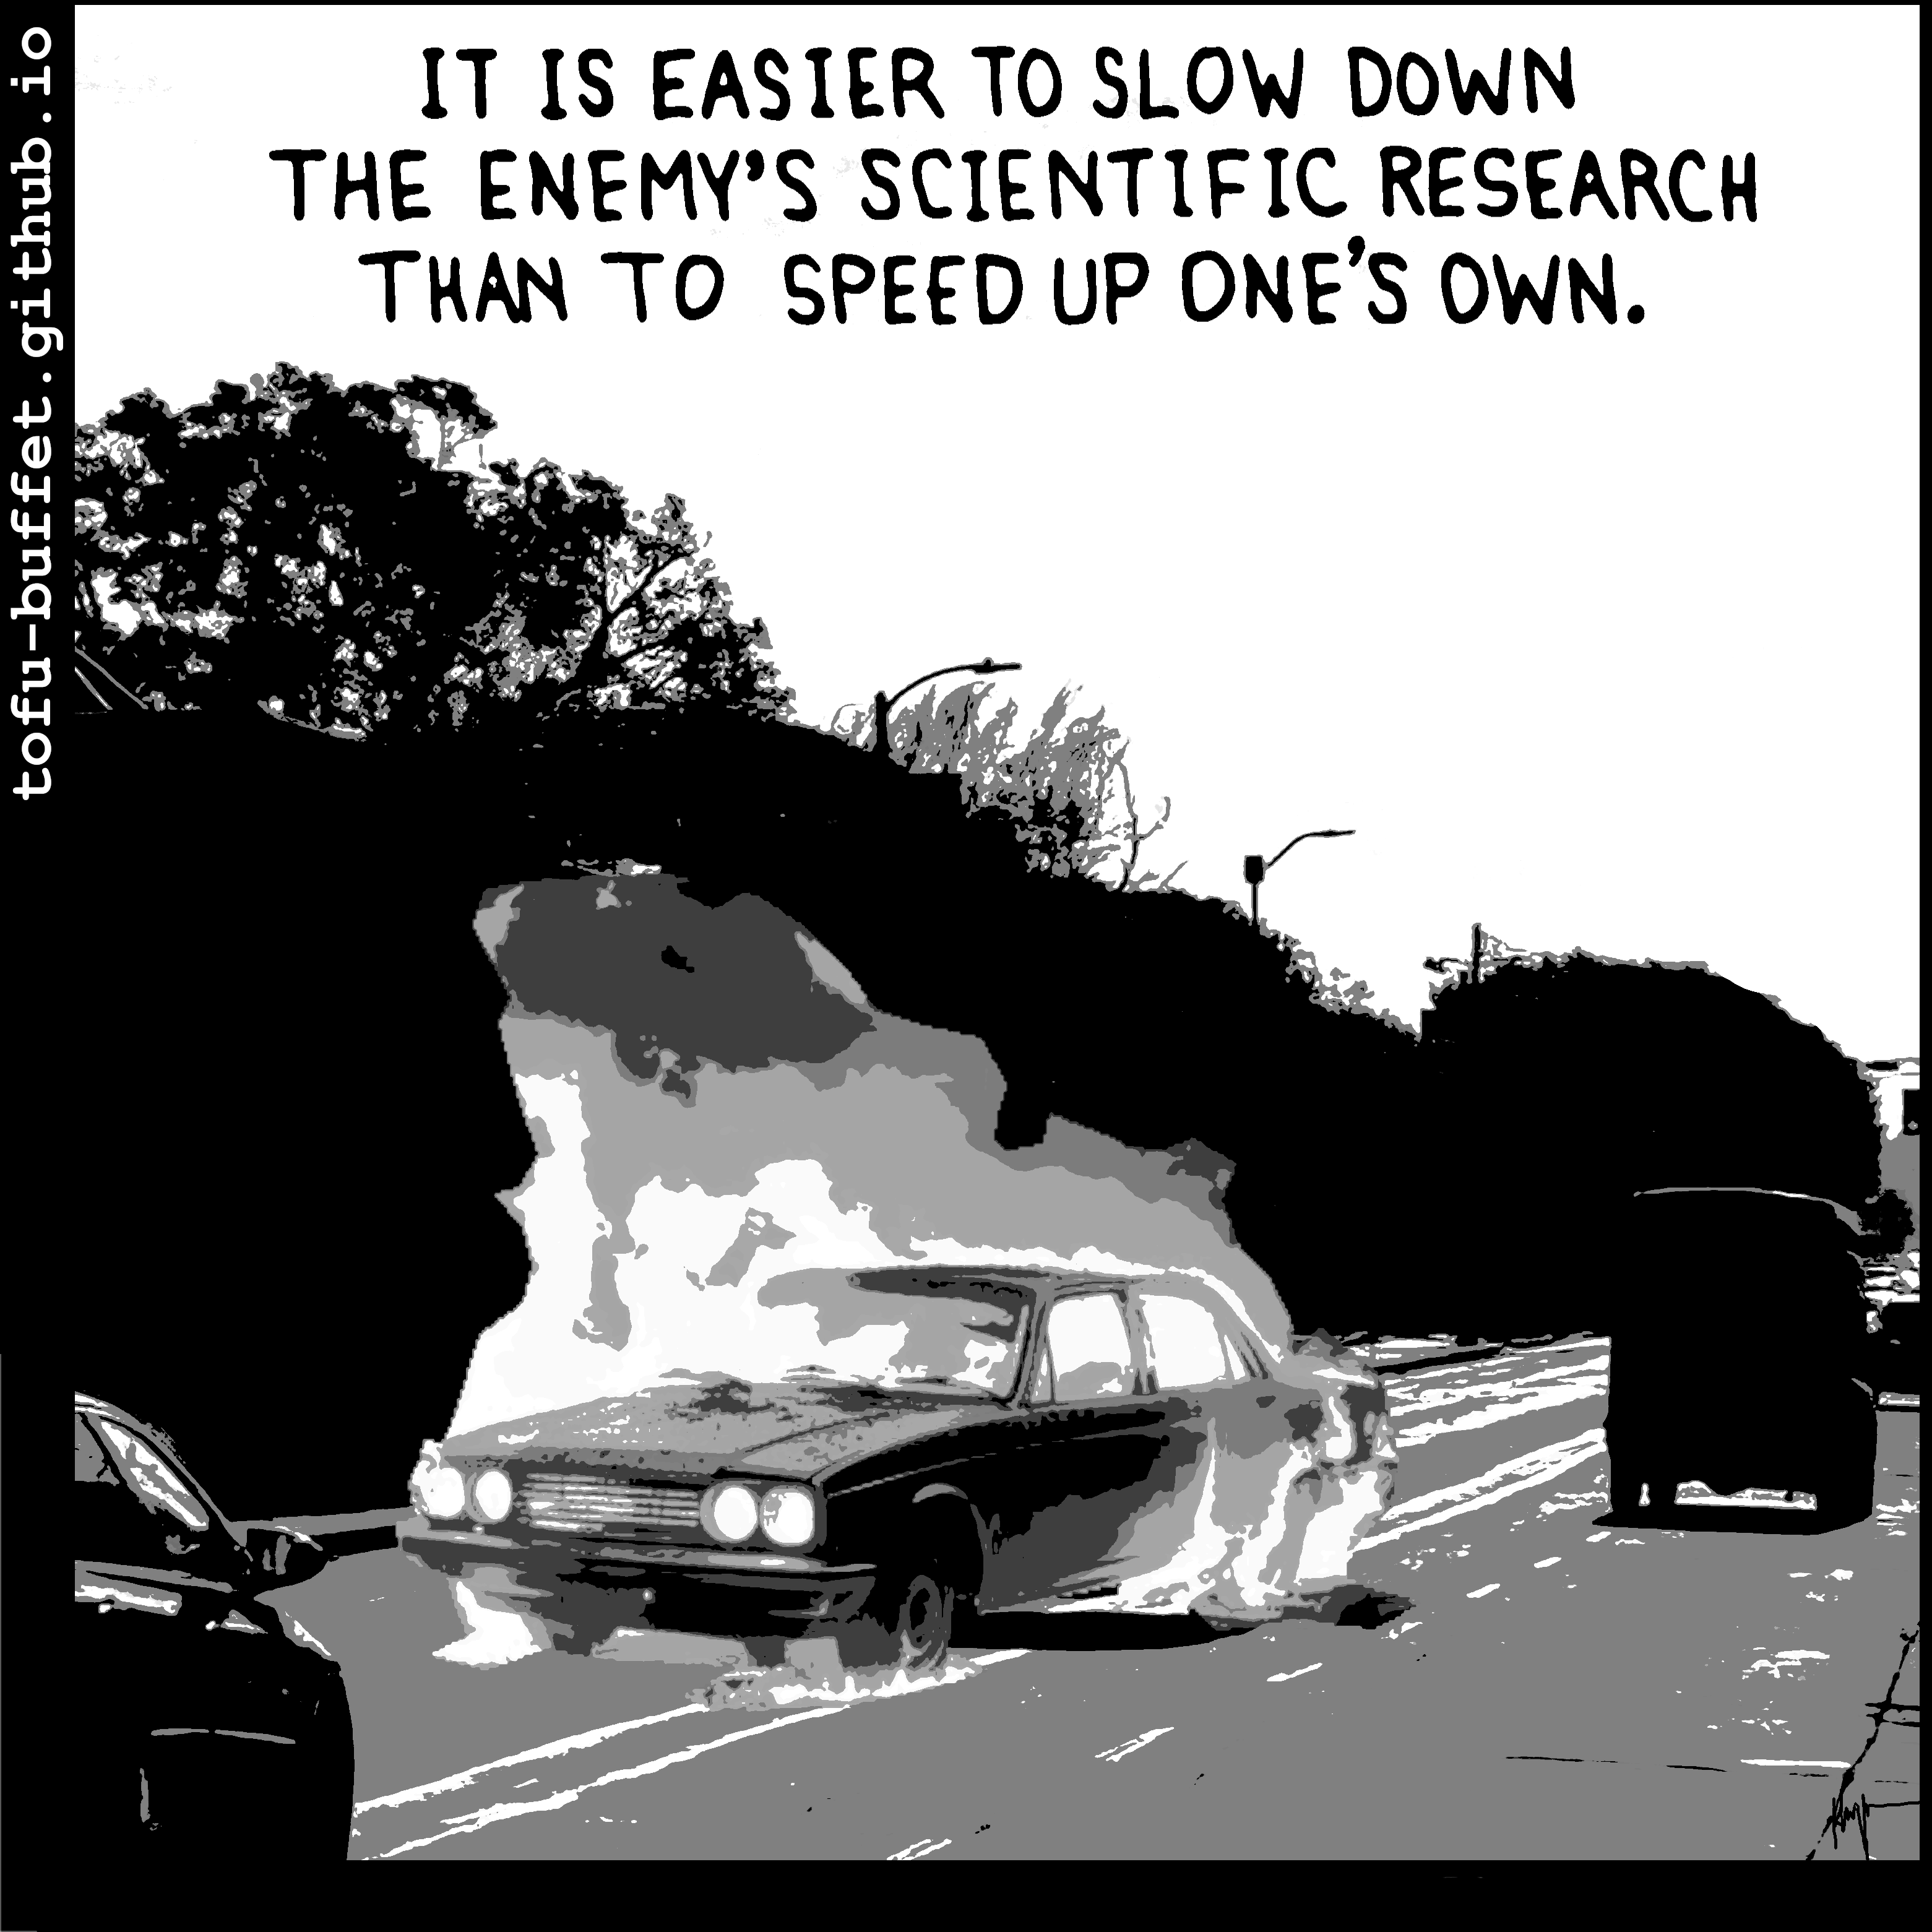 IT IS EASIER TO SLOW DOWN
THE ENEMY'S SCIENTIFIC RESEARCH
THAN TO SPEED UP ONE'S OWN.
tofu-buffet.github.io